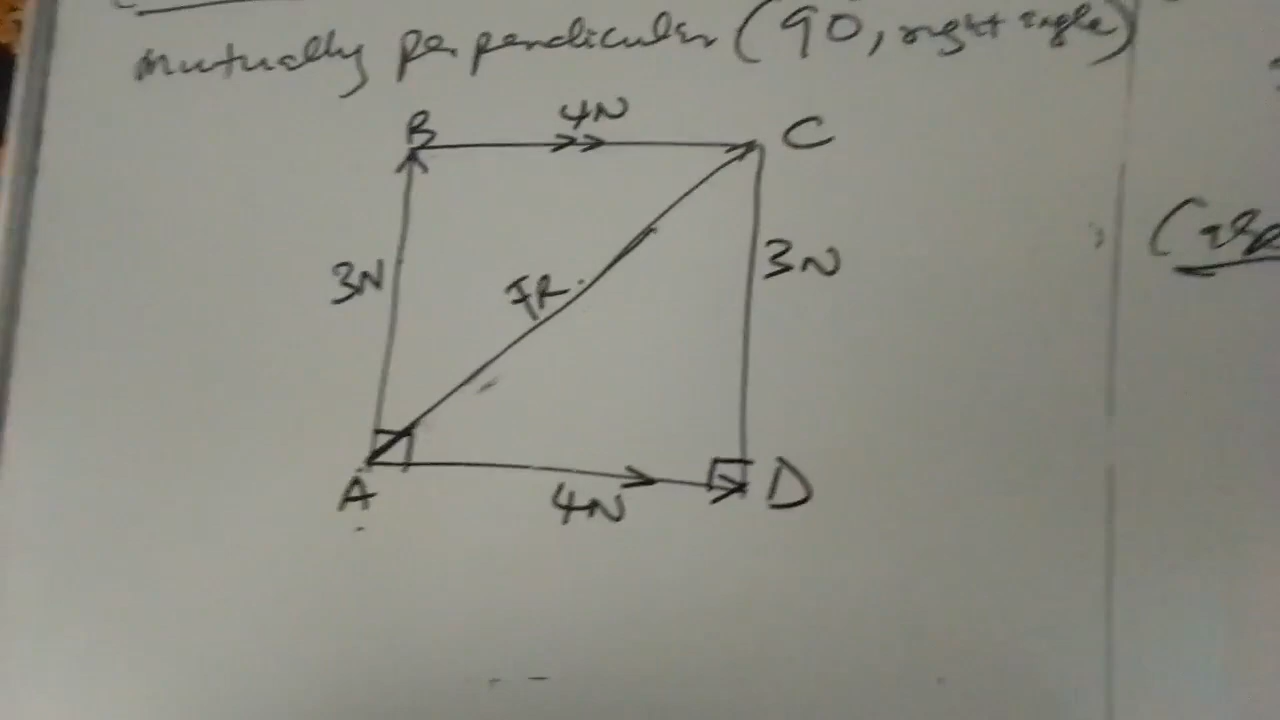 mutually perpendicular (90, right angle)
4N
B
C
3N
FR.
3N
A
4N
D